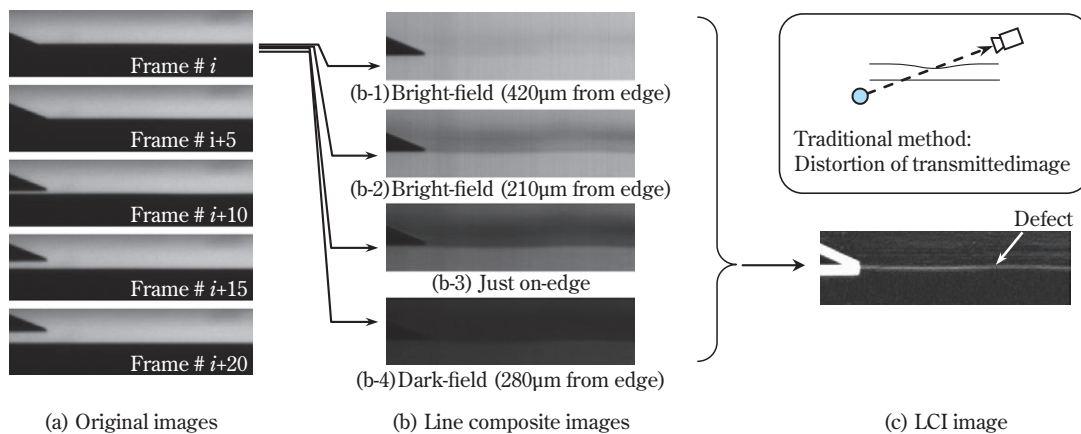 Frame # i
Frame # i+5
Frame # i+10
Frame # i+15
Frame # i+20
(a) Original images
(b-1) Bright-field (420μm from edge)
(b-2) Bright-field (210μm from edge)
(b-3) Just on-edge
(b-4) Dark-field (280μm from edge)
(b) Line composite images
Traditional method:
Distortion of transmittedimage
Defect
(c) LCI image